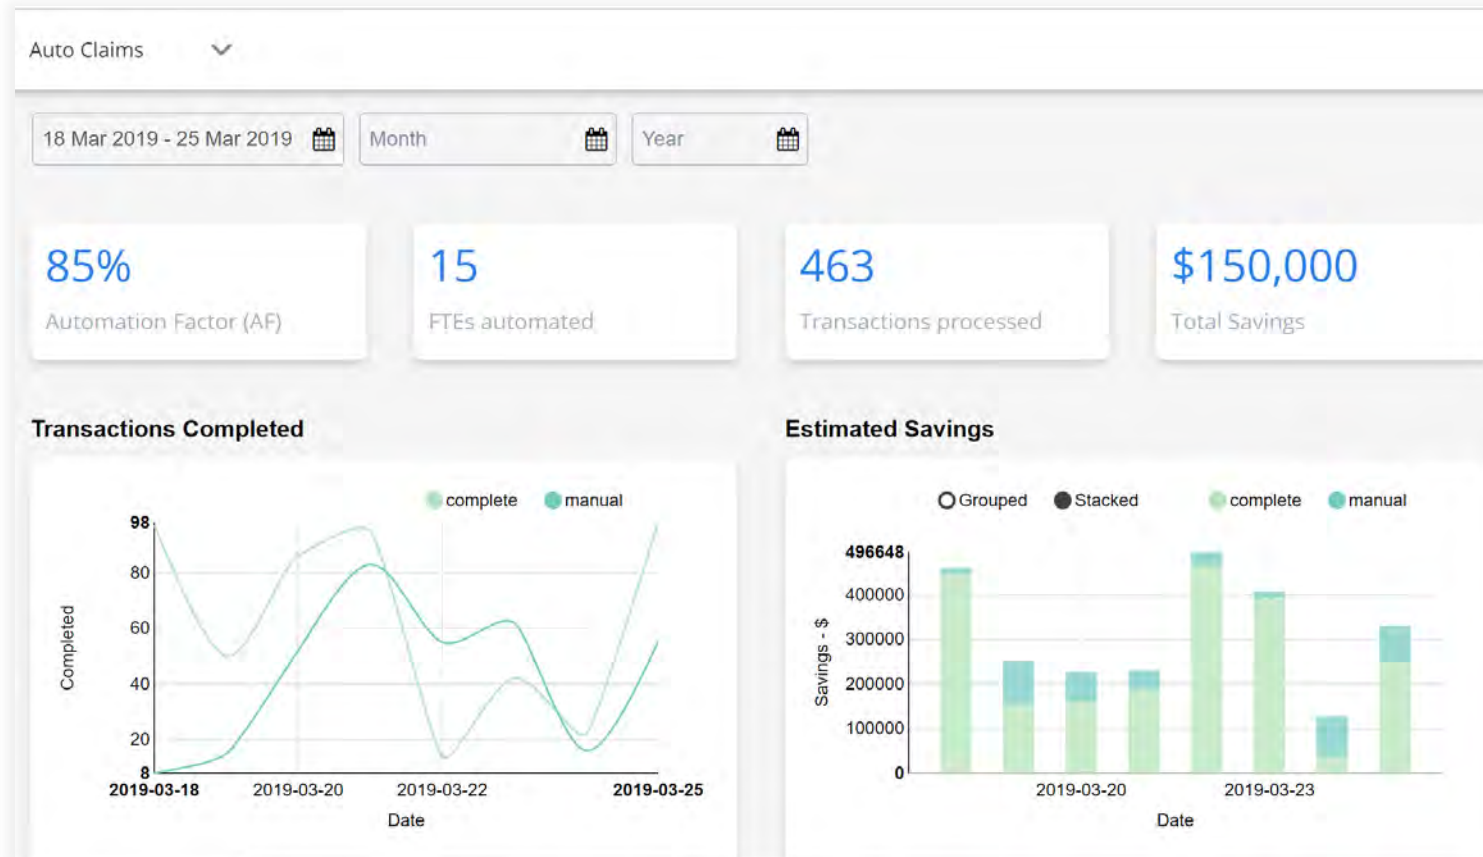 Auto Claims
18 Mar 2019 - 25 Mar 2019
Month
Year
85%
Automation Factor (AF)
15
FTEs automated
463
Transactions processed
$150,000
Total Savings
Transactions Completed
complete
manual
98
80
60
40
20
8
Completed
2019-03-18
2019-03-20
2019-03-22
2019-03-25
Date
Estimated Savings
Grouped
Stacked
complete
manual
496648
400000
300000
200000
100000
0
Savings - $
2019-03-20
2019-03-23
Date